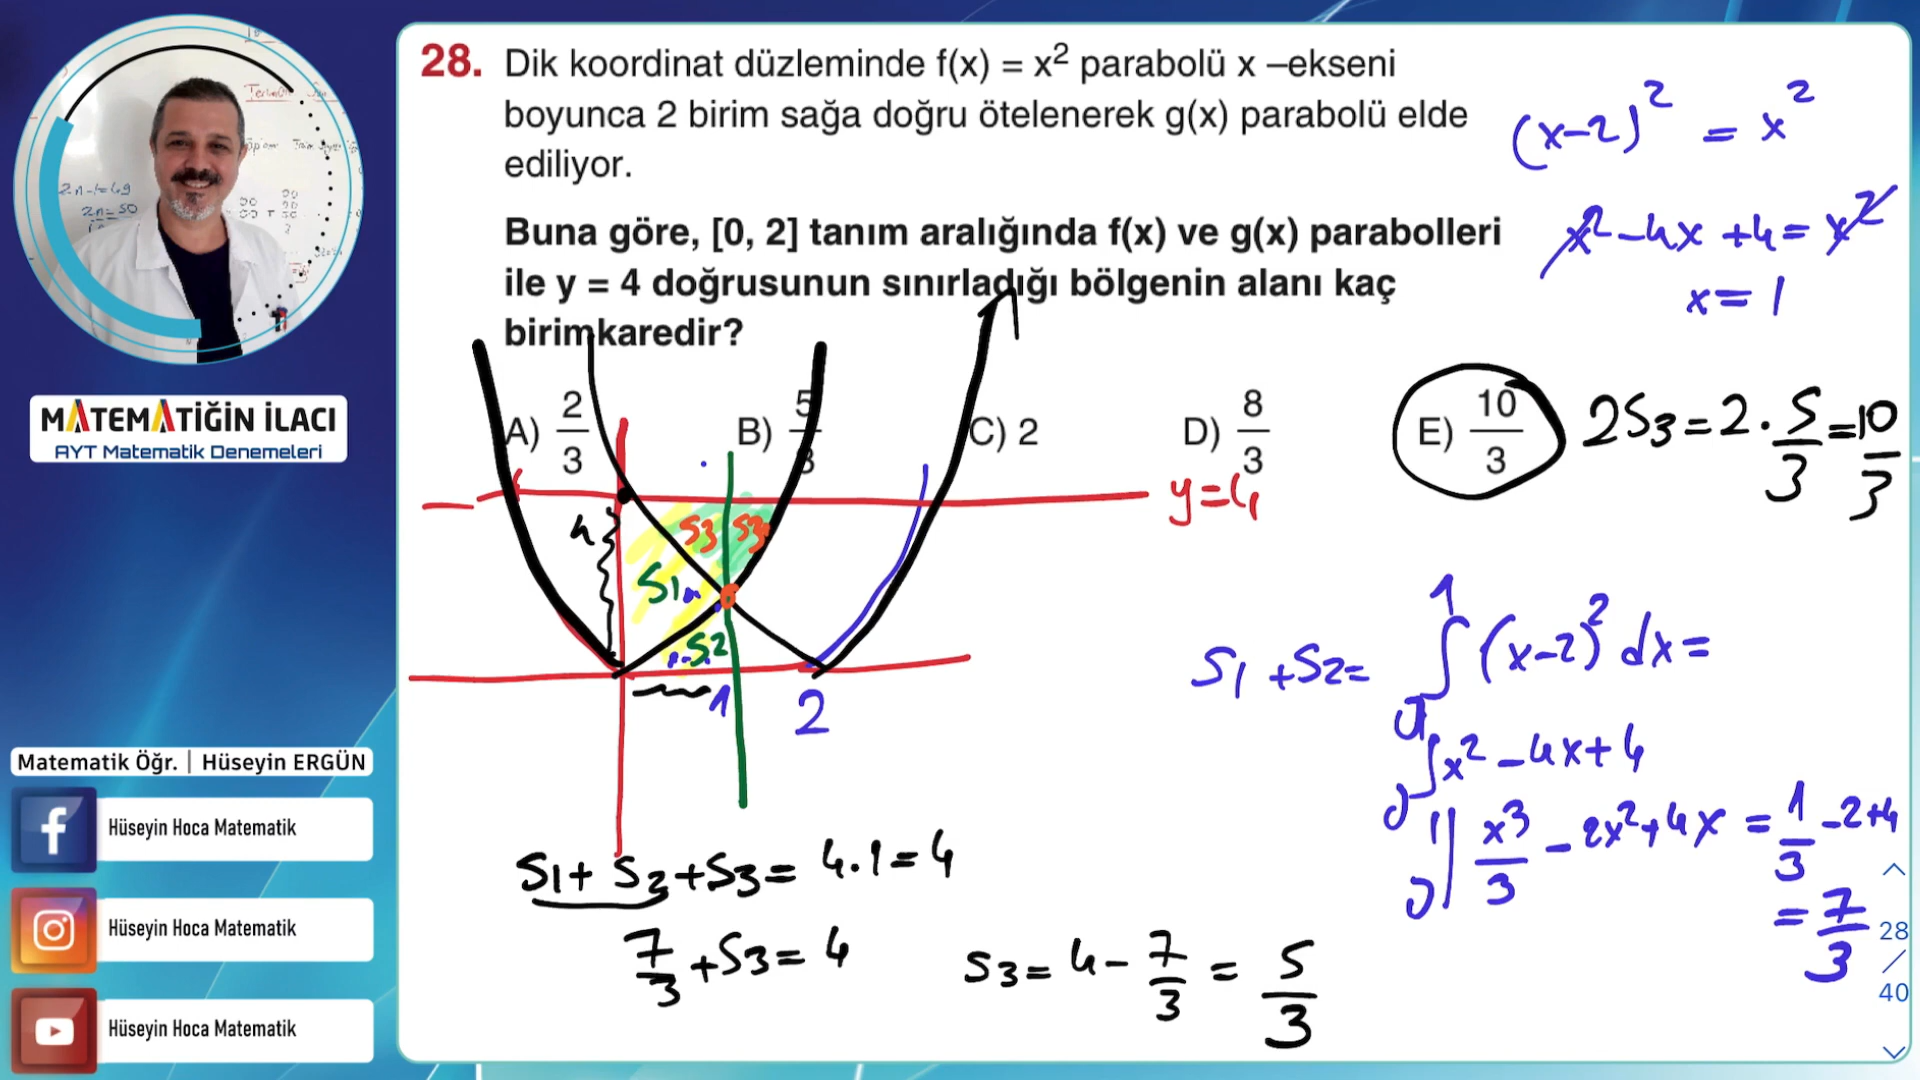 28. Dik koordinat düzleminde f(x) = x² parabolü x –ekseni
boyunca 2 birim sağa doğru ötelenerek g(x) parabolü elde
ediliyor.
Buna göre, [0, 2] tanım aralığında f(x) ve g(x) parabolleri
ile y = 4 doğrusunun sınırladığı bölgenin alanı kaç
birimkaredir?
A) 2/3 B) 5/3 C) 2 D) 8/3 E) 10/3
(x-2)² = x²
x² - 4x + 4 = x²
x = 1
2S3 = 2 · 5/3 = 10/3
y = 4
4
S3 S3
S1
S2
1 2
S1 + S2 = ∫₀¹ (x-2)² dx =
∫₀¹ x² - 4x + 4
x³/3 - 2x² + 4x = 1/3 - 2 + 4
= 7/3
S1 + S2 + S3 = 4·1 = 4
7/3 + S3 = 4
S3 = 4 - 7/3 = 5/3
28
/
40
MATEMATİĞİN İLACI
AYT Matematik Denemeleri
Matematik Öğr. | Hüseyin ERGÜN
Hüseyin Hoca Matematik
Hüseyin Hoca Matematik
Hüseyin Hoca Matematik